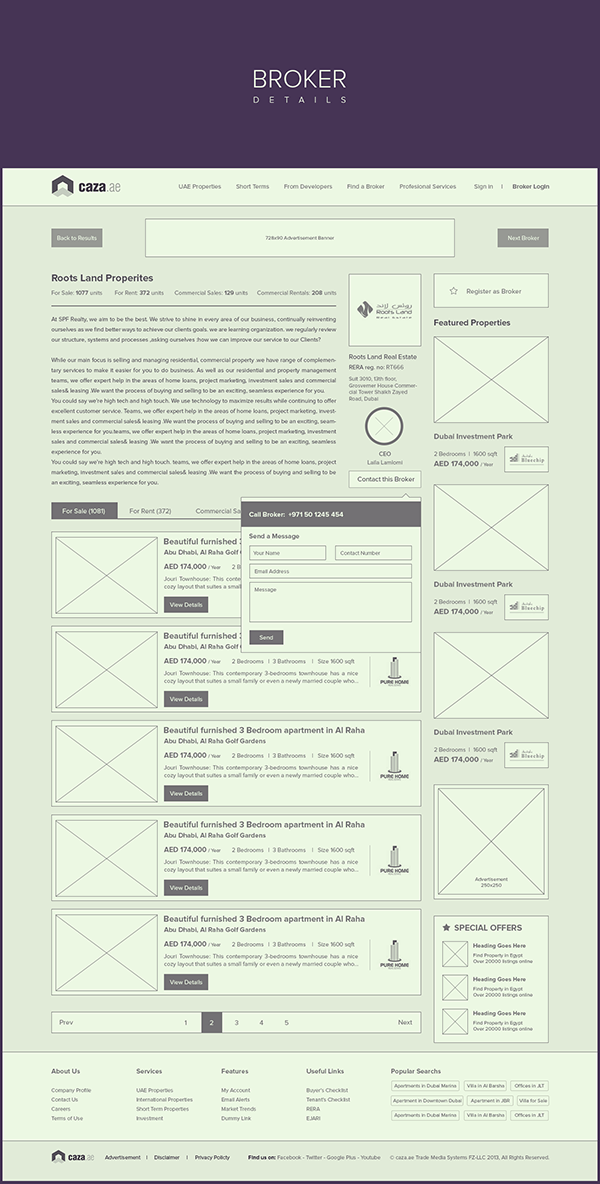 BROKER
DETAILS
caza.ae
UAE Properties Short Terms From Developers Find a Broker Profesional Services Sign in | Broker Login
Back to Results
728x90 Advertisement Banner
Next Broker
Roots Land Properites
For Sale: 1077 units For Rent: 372 units Commercial Sales: 129 units Commercial Rentals: 208 units
At SPF Realty, we aim to be the best. We strive to shine in every area of our business, continually reinventing
ourselves as we find better ways to achieve our clients goals. we are learning organization. we regularly review
our structure, systems and processes ,asking ourselves :how we can improve our service to our Clients?
While our main focus is selling and managing residential, commercial property .we have range of complemen-
tary services to make it easier for you to do business. As well as our residential and property management
teams, we offer expert help in the areas of home loans, project marketing, investment sales and commercial
sales& leasing .We want the process of buying and selling to be an exciting, seamless experience for you.
You could say we're high tech and high touch. We use technology to maximize results while continuing to offer
excellent customer service. Teams, we offer expert help in the areas of home loans, project marketing, invest-
ment sales and commercial sales& leasing .We want the process of buying and selling to be an exciting, seam-
less experience for you.teams, we offer expert help in the areas of home loans, project marketing, investment
sales and commercial sales& leasing .We want the process of buying and selling to be an exciting, seamless
experience for you.
You could say we're high tech and high touch. teams, we offer expert help in the areas of home loans, project
marketing, investment sales and commercial sales& leasing .We want the process of buying and selling to be
an exciting, seamless experience for you.
روتس لاند
Roots Land
Real Estate
Roots Land Real Estate
RERA reg. no: RT666
Suit 3010, 13th floor,
Grosverner House Commer-
cial Tower Shaikh Zayed
Road, Dubai
CEO
Laila Lamlomi
Contact this Broker
For Sale (1081) For Rent (372) Commercial Sa
Call Broker: +971 50 1245 454
Send a Message
Your Name
Contact Number
Email Address
Message
Send
Beautiful furnished 3
Abu Dhabi, Al Raha Golf G
AED 174,000 / Year 2 B
Jouri Townhouse: This conte
cozy layout that suites a small
View Details
Beautiful furnished 3
Abu Dhabi, Al Raha Golf G
AED 174,000 / Year 2 Bedrooms | 3 Bathrooms | Size 1600 sqft
Jouri Townhouse: This contemporary 3-bedrooms townhouse has a nice
cozy layout that suites a small family or even a newly married couple who...
View Details
PURE HOME
Beautiful furnished 3 Bedroom apartment in Al Raha
Abu Dhabi, Al Raha Golf Gardens
AED 174,000 / Year 2 Bedrooms | 3 Bathrooms | Size 1600 sqft
Jouri Townhouse: This contemporary 3-bedrooms townhouse has a nice
cozy layout that suites a small family or even a newly married couple who...
View Details
PURE HOME
Beautiful furnished 3 Bedroom apartment in Al Raha
Abu Dhabi, Al Raha Golf Gardens
AED 174,000 / Year 2 Bedrooms | 3 Bathrooms | Size 1600 sqft
Jouri Townhouse: This contemporary 3-bedrooms townhouse has a nice
cozy layout that suites a small family or even a newly married couple who...
View Details
PURE HOME
Beautiful furnished 3 Bedroom apartment in Al Raha
Abu Dhabi, Al Raha Golf Gardens
AED 174,000 / Year 2 Bedrooms | 3 Bathrooms | Size 1600 sqft
Jouri Townhouse: This contemporary 3-bedrooms townhouse has a nice
cozy layout that suites a small family or even a newly married couple who...
View Details
PURE HOME
Prev 1 2 3 4 5 Next
Register as Broker
Featured Properties
Dubai Investment Park
2 Bedrooms | 1600 sqft
AED 174,000 / Year
Bluechip
Dubai Investment Park
2 Bedrooms | 1600 sqft
AED 174,000 / Year
Bluechip
Dubai Investment Park
2 Bedrooms | 1600 sqft
AED 174,000 / Year
Bluechip
Advertisement
250x250
SPECIAL OFFERS
Heading Goes Here
Find Property in Egypt
Over 20000 listings online
Heading Goes Here
Find Property in Egypt
Over 20000 listings online
Heading Goes Here
Find Property in Egypt
Over 20000 listings online
About Us
Company Profile
Contact Us
Careers
Terms of Use
Services
UAE Properties
International Properties
Short Term Properties
Investment
Features
My Account
Email Alerts
Market Trends
Dummy Link
Useful Links
Buyer's Checklist
Tenant's Checklist
RERA
EJARI
Popular Searchs
Apartments in Dubai Merina Villa in Al Barsha Offices in JLT
Apartment in Downtown Dubai Apartment in JBR Villa for Sale
Apartments in Dubai Merina Villa in Al Barsha Offices in JLT
caza.ae Advertisement | Disclaimer | Privacy Policty Find us on: Facebook - Twitter - Google Plus - Youtube © caza.ae Trade Media Systems FZ-LLC 2013, All Rights Reserved.